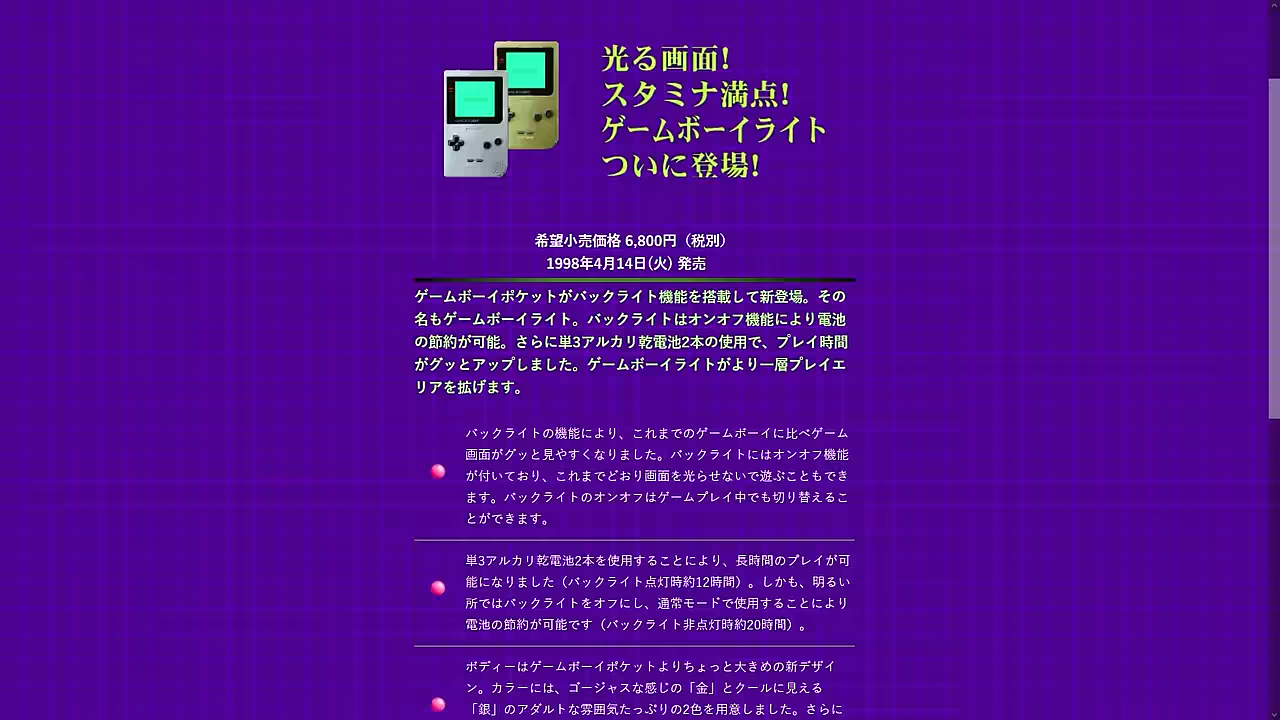 光る画面!
スタミナ満点!
ゲームボーイライト
ついに登場!
希望小売価格 6,800円（税別）
1998年4月14日(火) 発売
ゲームボーイポケットがバックライト機能を搭載して新登場。その
名もゲームボーイライト。バックライトはオンオフ機能により電池
の節約が可能。さらに単3アルカリ乾電池2本の使用で、プレイ時間
がグッとアップしました。ゲームボーイライトがより一層プレイエ
リアを拡げます。
バックライトの機能により、これまでのゲームボーイに比べゲーム
画面がグッと見やすくなりました。バックライトにはオンオフ機能
が付いており、これまでどおり画面を光らせないで遊ぶこともでき
ます。バックライトのオンオフはゲームプレイ中でも切り替えるこ
とができます。
単3アルカリ乾電池2本を使用することにより、長時間のプレイが可
能になりました（バックライト点灯時約12時間）。しかも、明るい
所ではバックライトをオフにし、通常モードで使用することにより
電池の節約が可能です（バックライト非点灯時約20時間）。
ボディーはゲームボーイポケットよりちょっと大きめの新デザイ
ン。カラーには、ゴージャスな感じの「金」とクールに見える
「銀」のアダルトな雰囲気たっぷりの2色を用意しました。さらに